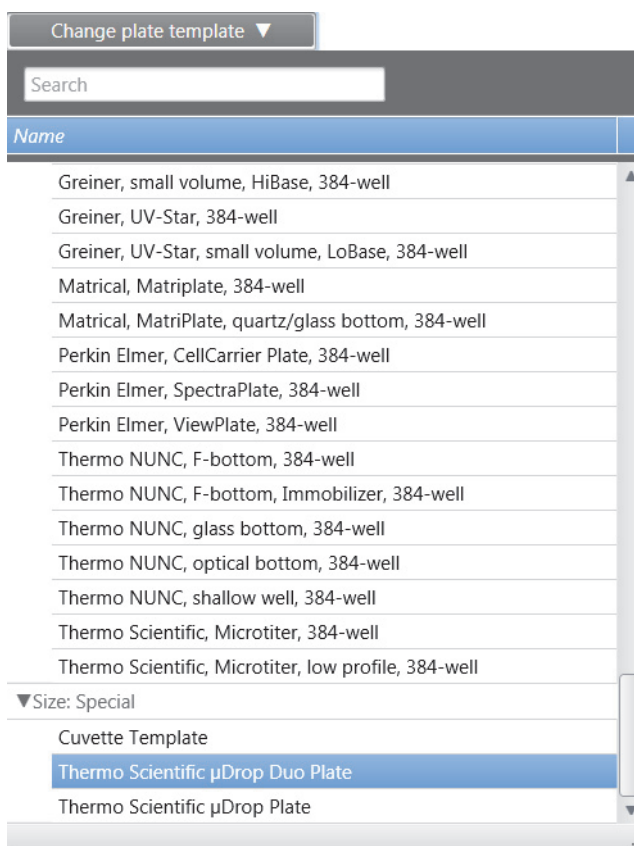 Change plate template ▼
Search
Name
Greiner, small volume, HiBase, 384-well
Greiner, UV-Star, 384-well
Greiner, UV-Star, small volume, LoBase, 384-well
Matrical, Matriplate, 384-well
Matrical, MatriPlate, quartz/glass bottom, 384-well
Perkin Elmer, CellCarrier Plate, 384-well
Perkin Elmer, SpectraPlate, 384-well
Perkin Elmer, ViewPlate, 384-well
Thermo NUNC, F-bottom, 384-well
Thermo NUNC, F-bottom, Immobilizer, 384-well
Thermo NUNC, glass bottom, 384-well
Thermo NUNC, optical bottom, 384-well
Thermo NUNC, shallow well, 384-well
Thermo Scientific, Microtiter, 384-well
Thermo Scientific, Microtiter, low profile, 384-well
▼Size: Special
Cuvette Template
Thermo Scientific µDrop Duo Plate
Thermo Scientific µDrop Plate